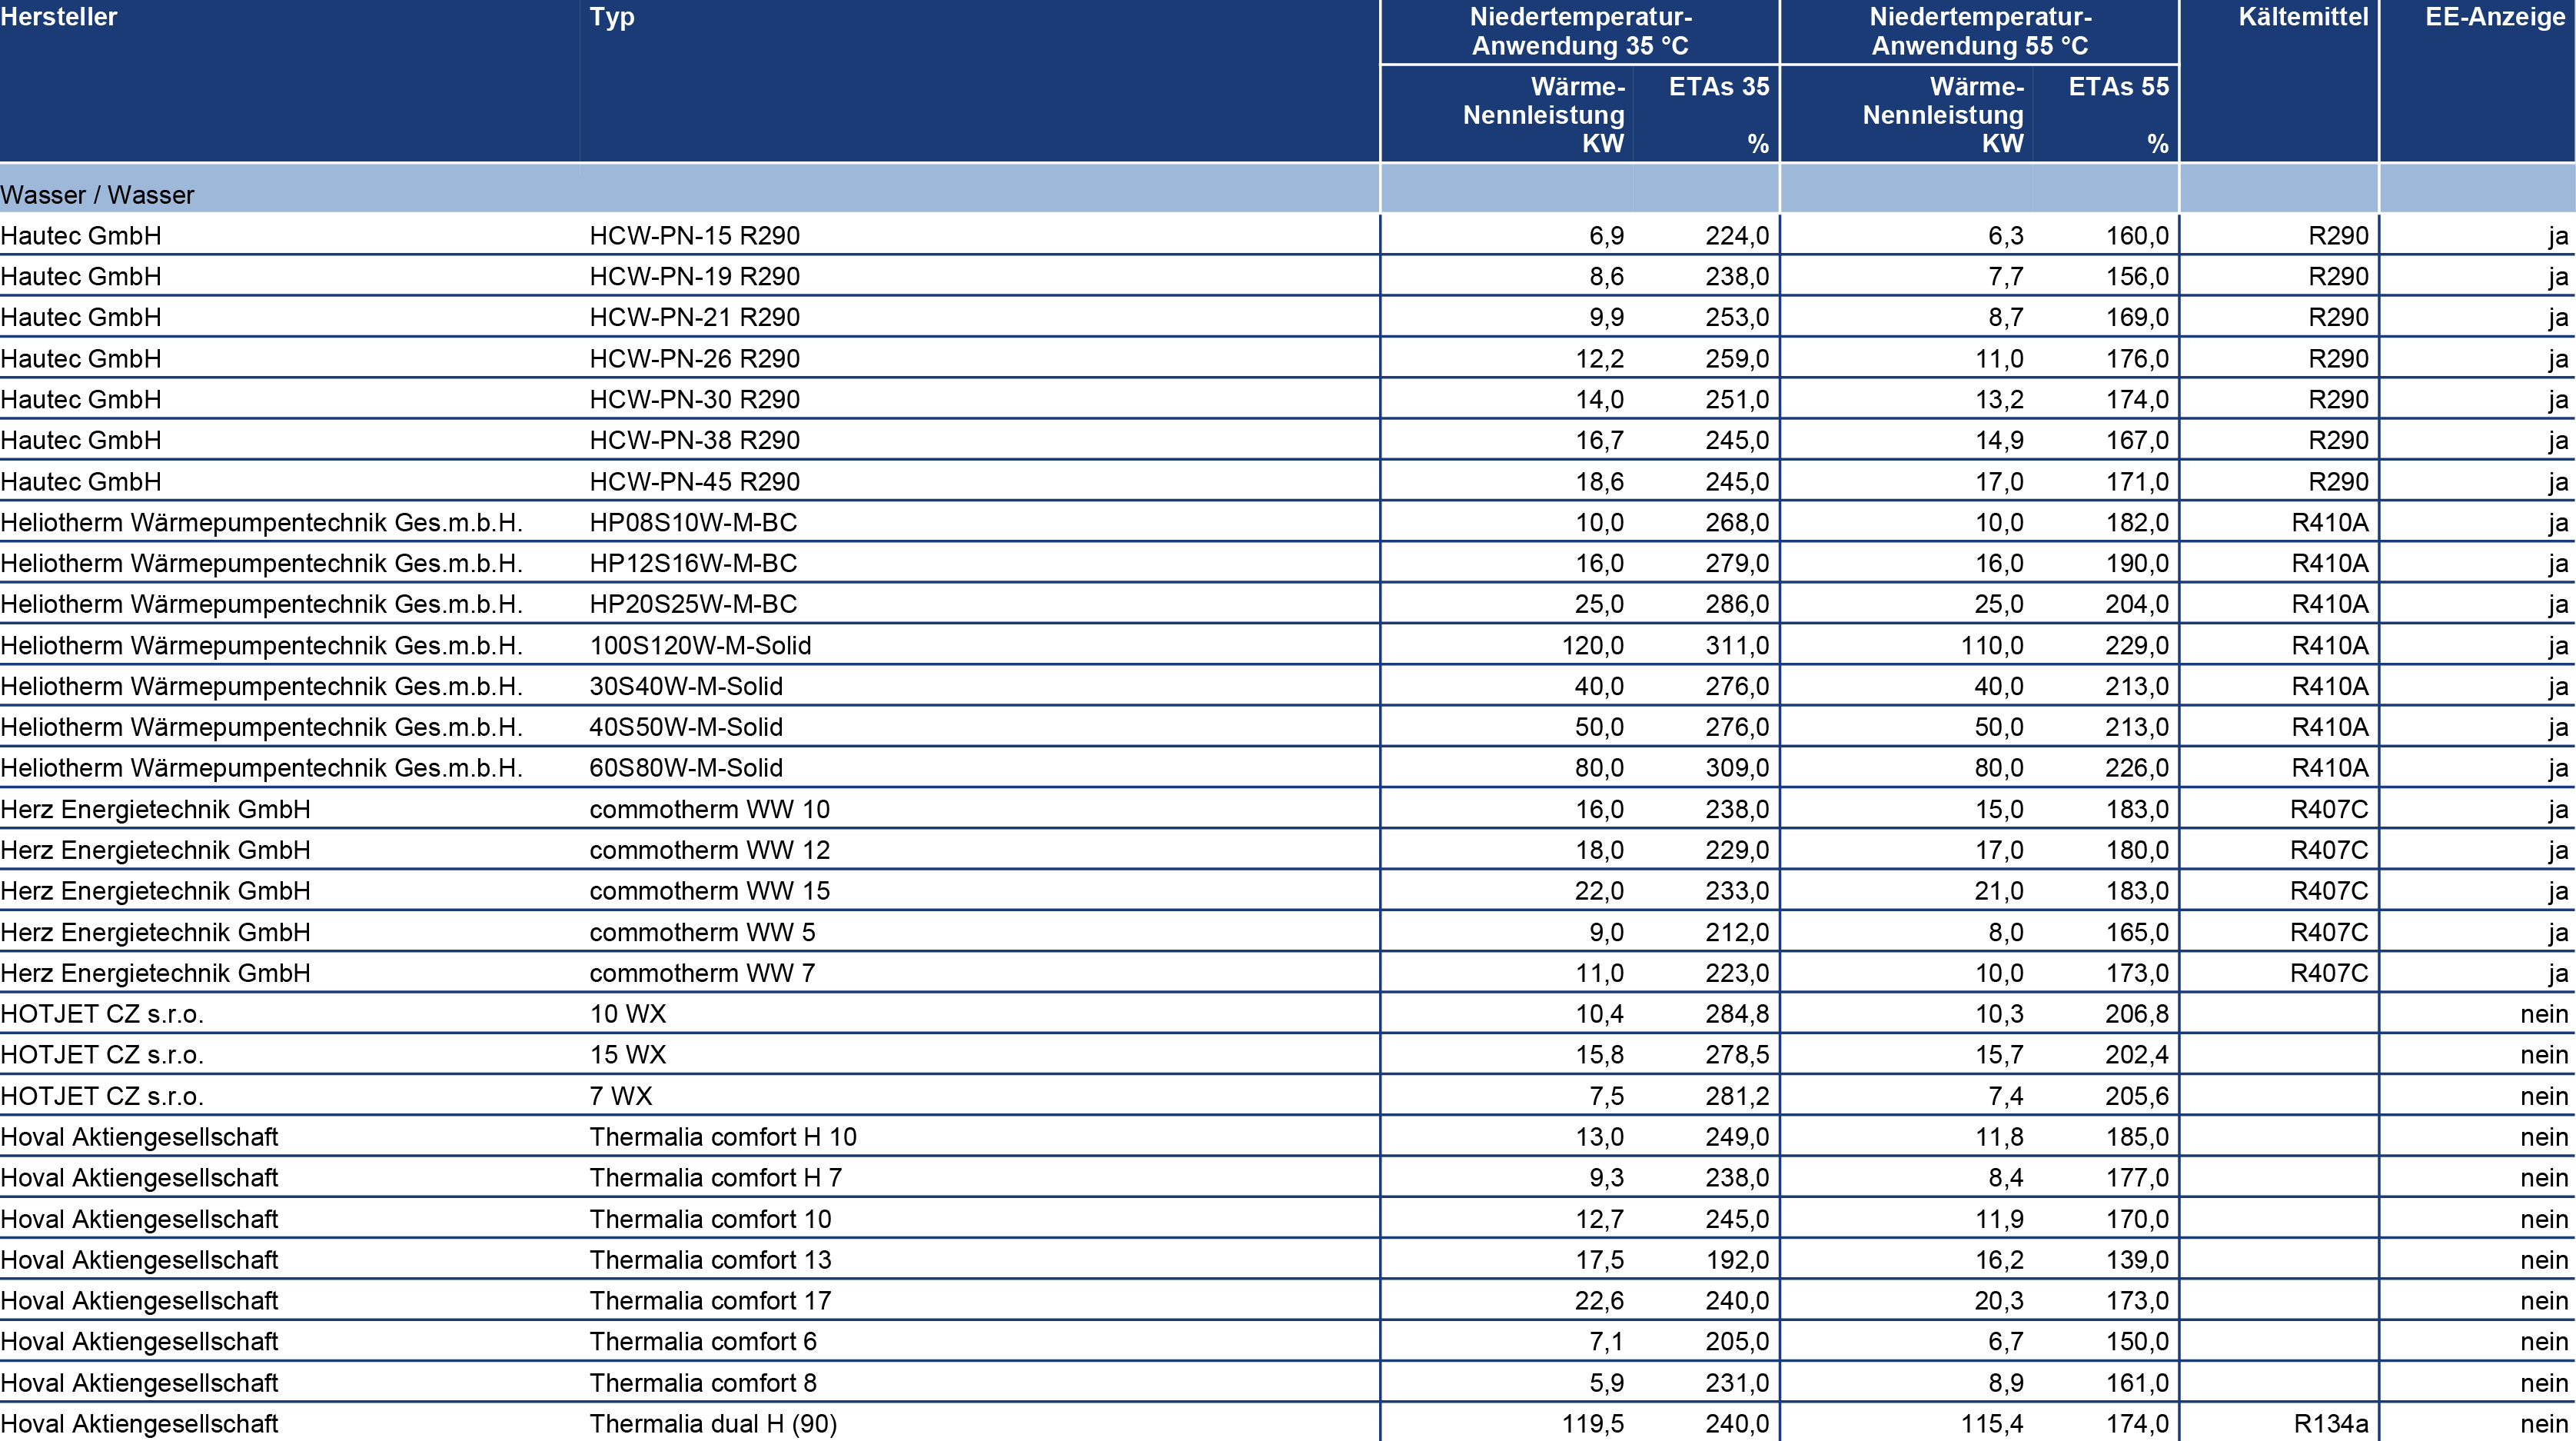 Hersteller Typ Niedertemperatur- Niedertemperatur- Kältemittel EE-Anzeige
Anwendung 35 °C Anwendung 55 °C
Wärme- ETAs 35 Wärme- ETAs 55
Nennleistung Nennleistung
KW % KW %
Wasser / Wasser
Hautec GmbH HCW-PN-15 R290 6,9 224,0 6,3 160,0 R290 ja
Hautec GmbH HCW-PN-19 R290 8,6 238,0 7,7 156,0 R290 ja
Hautec GmbH HCW-PN-21 R290 9,9 253,0 8,7 169,0 R290 ja
Hautec GmbH HCW-PN-26 R290 12,2 259,0 11,0 176,0 R290 ja
Hautec GmbH HCW-PN-30 R290 14,0 251,0 13,2 174,0 R290 ja
Hautec GmbH HCW-PN-38 R290 16,7 245,0 14,9 167,0 R290 ja
Hautec GmbH HCW-PN-45 R290 18,6 245,0 17,0 171,0 R290 ja
Heliotherm Wärmepumpentechnik Ges.m.b.H. HP08S10W-M-BC 10,0 268,0 10,0 182,0 R410A ja
Heliotherm Wärmepumpentechnik Ges.m.b.H. HP12S16W-M-BC 16,0 279,0 16,0 190,0 R410A ja
Heliotherm Wärmepumpentechnik Ges.m.b.H. HP20S25W-M-BC 25,0 286,0 25,0 204,0 R410A ja
Heliotherm Wärmepumpentechnik Ges.m.b.H. 100S120W-M-Solid 120,0 311,0 110,0 229,0 R410A ja
Heliotherm Wärmepumpentechnik Ges.m.b.H. 30S40W-M-Solid 40,0 276,0 40,0 213,0 R410A ja
Heliotherm Wärmepumpentechnik Ges.m.b.H. 40S50W-M-Solid 50,0 276,0 50,0 213,0 R410A ja
Heliotherm Wärmepumpentechnik Ges.m.b.H. 60S80W-M-Solid 80,0 309,0 80,0 226,0 R410A ja
Herz Energietechnik GmbH commotherm WW 10 16,0 238,0 15,0 183,0 R407C ja
Herz Energietechnik GmbH commotherm WW 12 18,0 229,0 17,0 180,0 R407C ja
Herz Energietechnik GmbH commotherm WW 15 22,0 233,0 21,0 183,0 R407C ja
Herz Energietechnik GmbH commotherm WW 5 9,0 212,0 8,0 165,0 R407C ja
Herz Energietechnik GmbH commotherm WW 7 11,0 223,0 10,0 173,0 R407C ja
HOTJET CZ s.r.o. 10 WX 10,4 284,8 10,3 206,8 nein
HOTJET CZ s.r.o. 15 WX 15,8 278,5 15,7 202,4 nein
HOTJET CZ s.r.o. 7 WX 7,5 281,2 7,4 205,6 nein
Hoval Aktiengesellschaft Thermalia comfort H 10 13,0 249,0 11,8 185,0 nein
Hoval Aktiengesellschaft Thermalia comfort H 7 9,3 238,0 8,4 177,0 nein
Hoval Aktiengesellschaft Thermalia comfort 10 12,7 245,0 11,9 170,0 nein
Hoval Aktiengesellschaft Thermalia comfort 13 17,5 192,0 16,2 139,0 nein
Hoval Aktiengesellschaft Thermalia comfort 17 22,6 240,0 20,3 173,0 nein
Hoval Aktiengesellschaft Thermalia comfort 6 7,1 205,0 6,7 150,0 nein
Hoval Aktiengesellschaft Thermalia comfort 8 5,9 231,0 8,9 161,0 nein
Hoval Aktiengesellschaft Thermalia dual H (90) 119,5 240,0 115,4 174,0 R134a nein